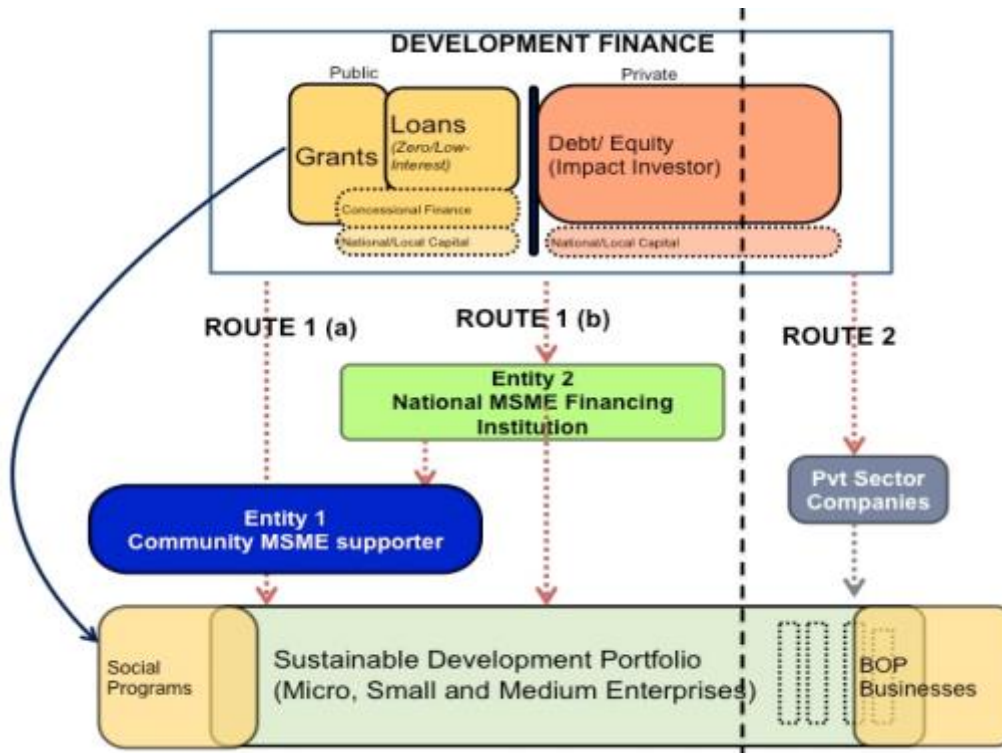 DEVELOPMENT FINANCE
Public
Private
Grants
Loans
(Zero/Low-
Interest)
Debt/ Equity
(Impact Investor)
Concessional Finance
National/Local Capital
National/Local Capital
ROUTE 1 (a)
ROUTE 1 (b)
ROUTE 2
Entity 2
National MSME Financing
Institution
Pvt Sector
Companies
Entity 1
Community MSME supporter
Social
Programs
Sustainable Development Portfolio
(Micro, Small and Medium Enterprises)
BOP
Businesses